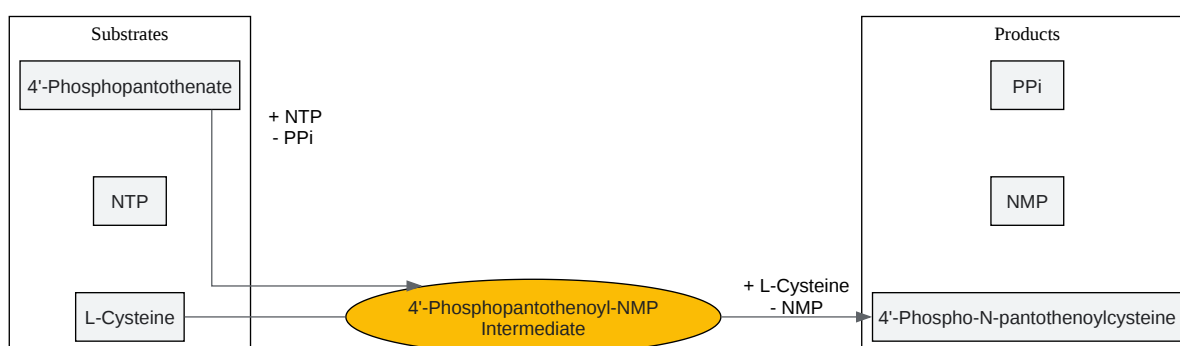 Substrates
4'-Phosphopantothenate
NTP
L-Cysteine
+ NTP
- PPi
4'-Phosphopantothenoyl-NMP
Intermediate
+ L-Cysteine
- NMP
Products
PPi
NMP
4'-Phospho-N-pantothenoylcysteine